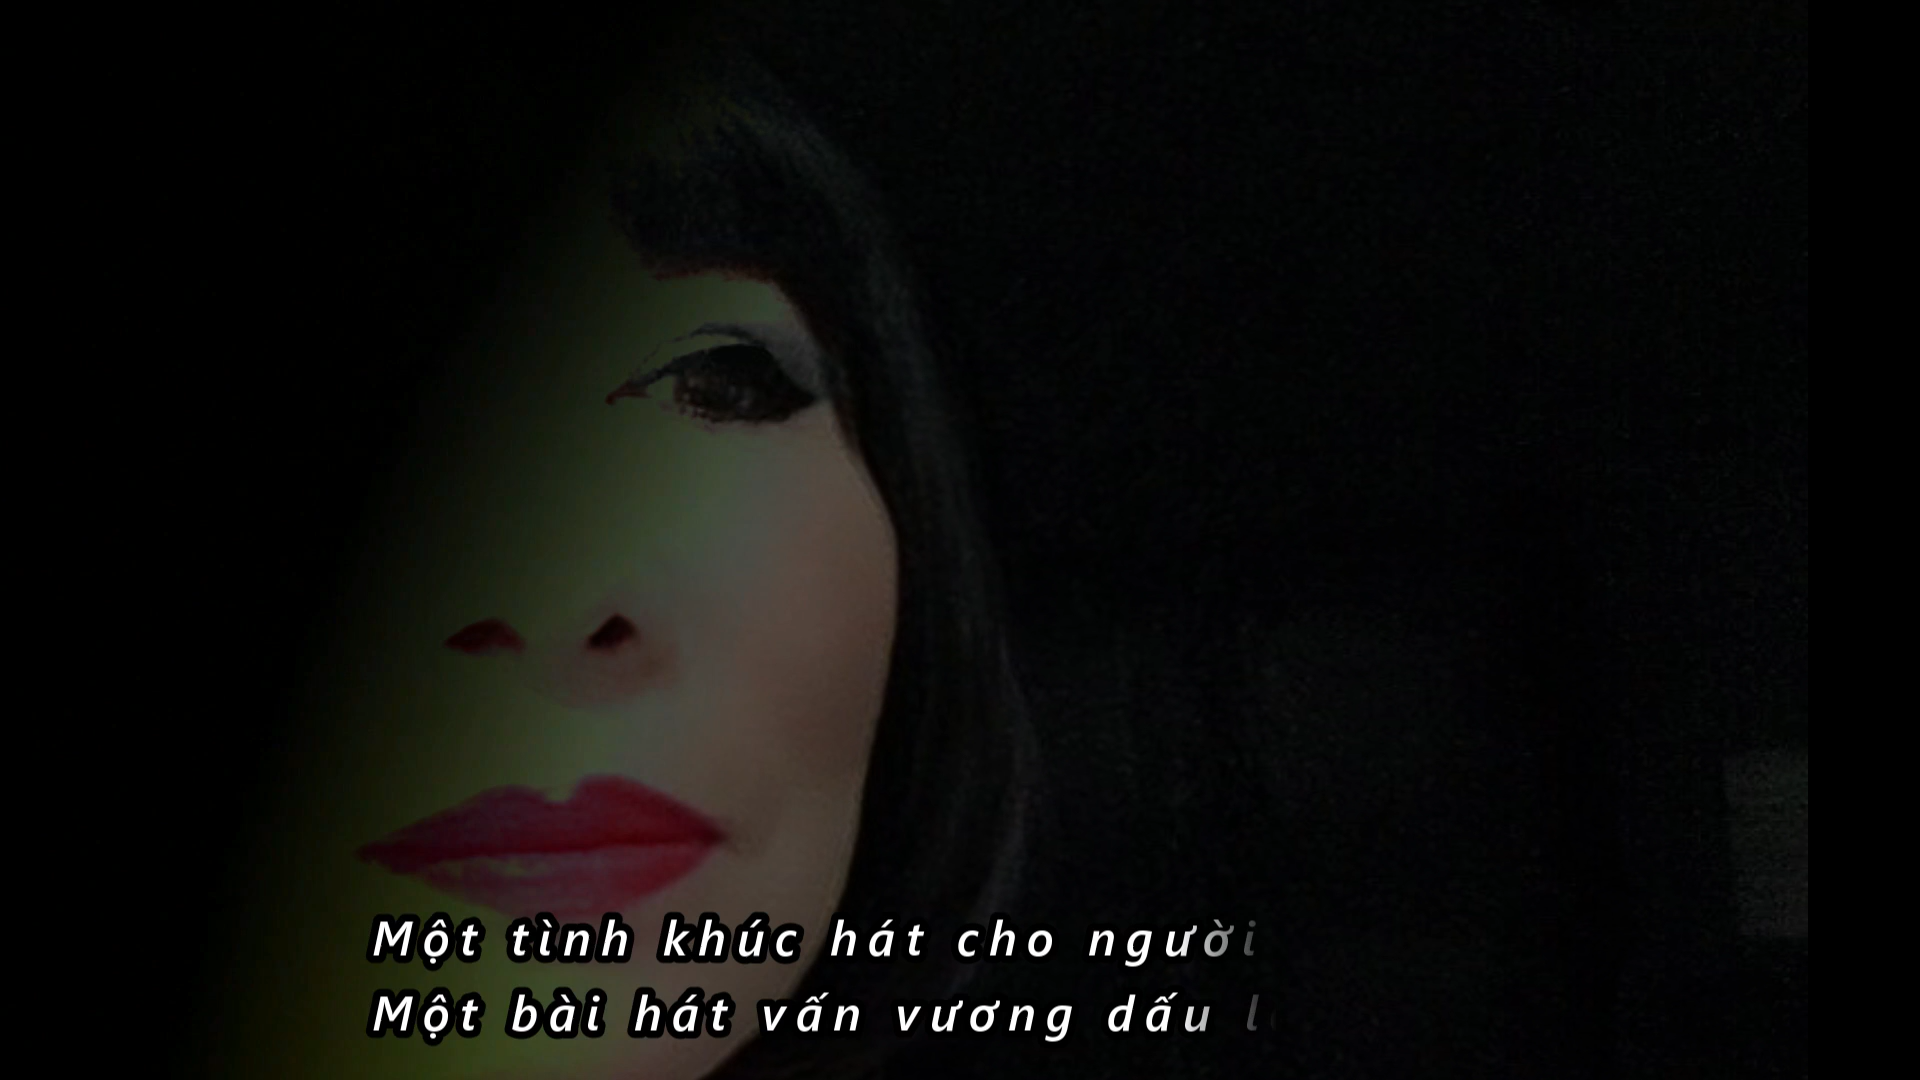 Một tình khúc hát cho người
Một bài hát vấn vương dấu